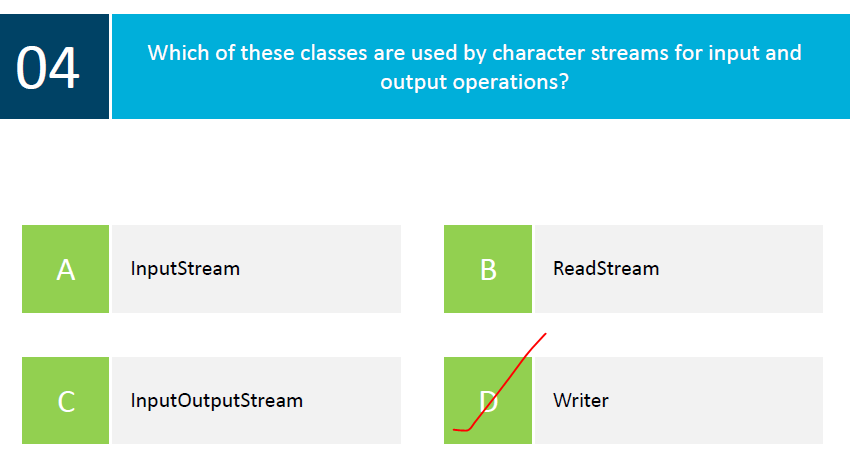 04
Which of these classes are used by character streams for input and
output operations?
A
InputStream
B
ReadStream
C
InputOutputStream
D
Writer